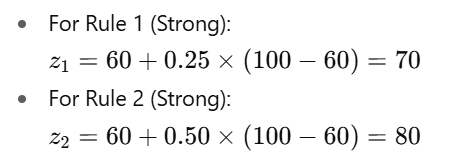 • For Rule 1 (Strong):
z₁ = 60 + 0.25 × (100 − 60) = 70
• For Rule 2 (Strong):
z₂ = 60 + 0.50 × (100 − 60) = 80